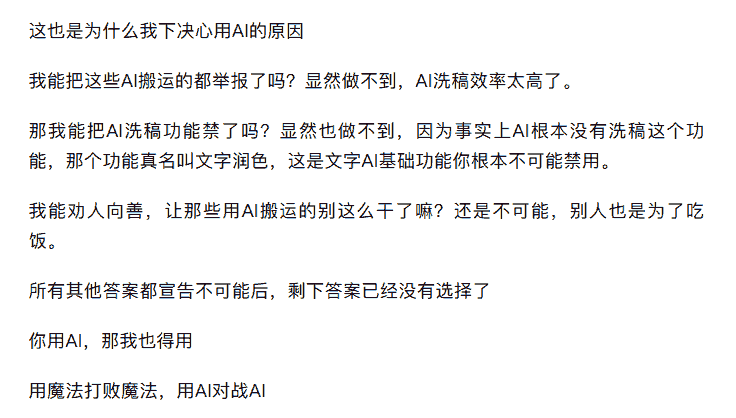 这也是为什么我下决心用AI的原因
我能把这些AI搬运的都举报了吗？显然做不到，AI洗稿效率太高了。
那我能把AI洗稿功能禁了吗？显然也做不到，因为事实上AI根本没有洗稿这个功
能，那个功能真名叫文字润色，这是文字AI基础功能你根本不可能禁用。
我能劝人向善，让那些用AI搬运的别这么干了嘛？还是不可能，别人也是为了吃
饭。
所有其他答案都宣告不可能后，剩下答案已经没有选择了
你用AI，那我也得用
用魔法打败魔法，用AI对战AI